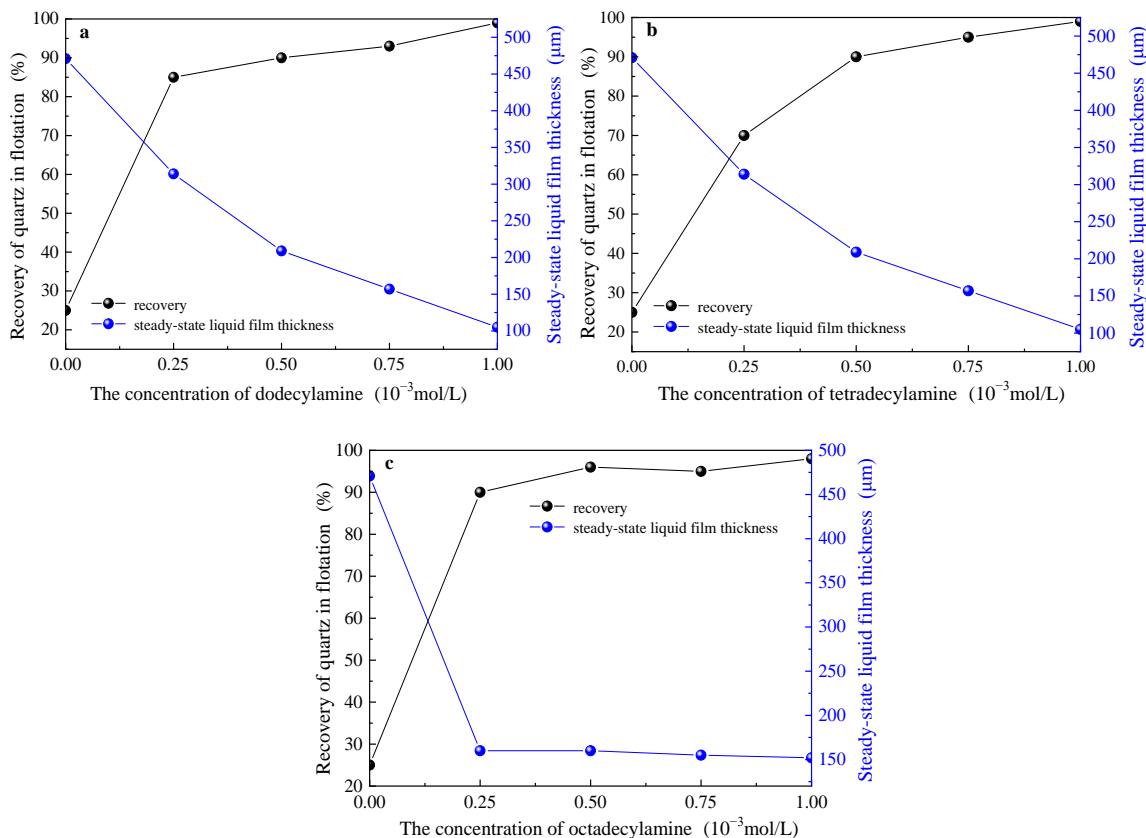 a
Recovery of quartz in flotation (%)
100
90
80
70
60
50
40
30
20
500
450
400
350
300
250
200
150
100
Steady-state liquid film thickness (μm)
recovery
steady-state liquid film thickness
0.00 0.25 0.50 0.75 1.00
The concentration of dodecylamine (10⁻³mol/L)
b
Recovery of quartz in flotation (%)
100
90
80
70
60
50
40
30
20
500
450
400
350
300
250
200
150
100
Steady-state liquid film thickness (μm)
recovery
steady-state liquid film thickness
0.00 0.25 0.50 0.75 1.00
The concentration of tetradecylamine (10⁻³mol/L)
c
Recovery of quartz in flotation (%)
100
90
80
70
60
50
40
30
20
500
450
400
350
300
250
200
150
Steady-state liquid film thickness (μm)
recovery
steady-state liquid film thickness
0.00 0.25 0.50 0.75 1.00
The concentration of octadecylamine (10⁻³mol/L)